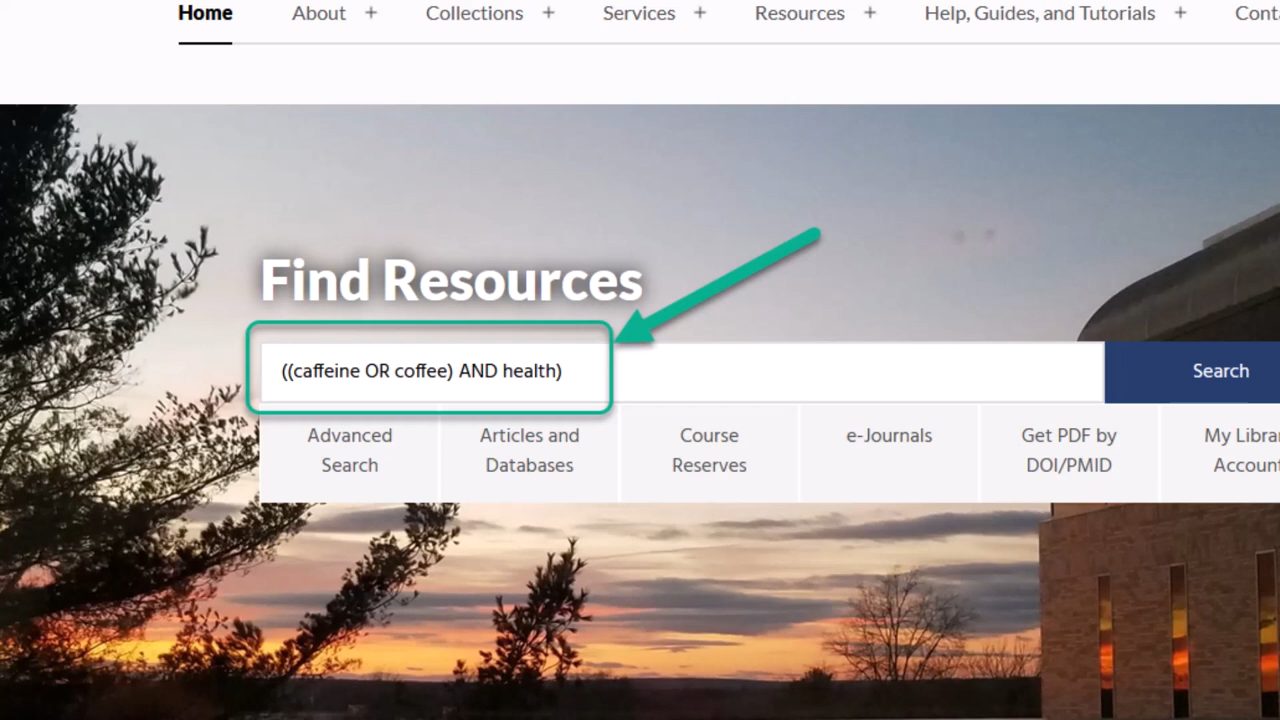 Home About + Collections + Services + Resources + Help, Guides, and Tutorials +
Find Resources
((caffeine OR coffee) AND health)
Search
Advanced
Search
Articles and
Databases
Course
Reserves
e-Journals
Get PDF by
DOI/PMID
My